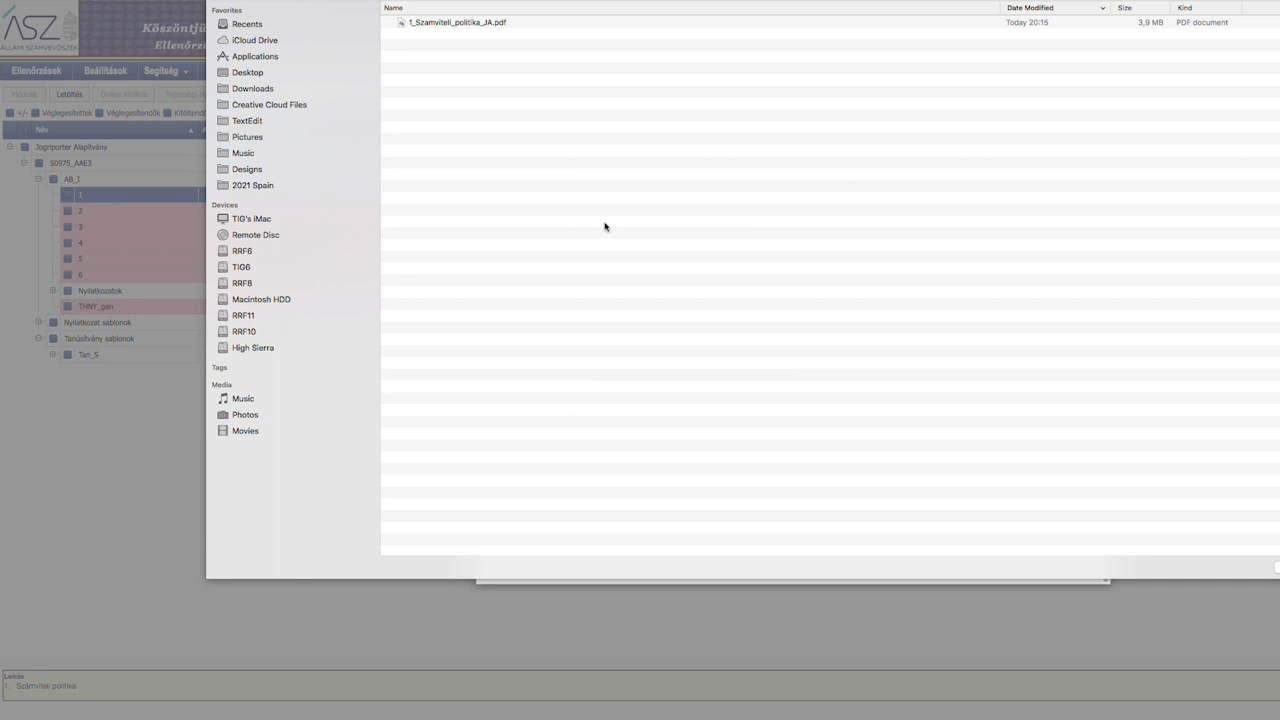 ÁSZ
ÁLLAMI SZÁMVEVŐSZÉK
Köszöntjü
Ellenőrz
Ellenőrzések Beállítások Segítség
Letöltés
+/- Véglegesítettek Véglegesítendők Kitöltend
Név
Jogriporter Alapítvány
S0975_AAE3
AB_I
1
2
3
4
5
6
Nyilatkozatok
THNY_gen
Nyilatkozat sablonok
Tanúsítvány sablonok
Tan_S
Favorites
Recents
iCloud Drive
Applications
Desktop
Downloads
Creative Cloud Files
TextEdit
Pictures
Music
Designs
2021 Spain
Devices
TIG's iMac
Remote Disc
RRF6
TIG6
RRF8
Macintosh HDD
RRF11
RRF10
High Sierra
Tags
Media
Music
Photos
Movies
Name Date Modified Size Kind
1_Szamviteli_politika_JA.pdf Today 20:15 3,9 MB PDF document
Leírás
1. Számviteli politika